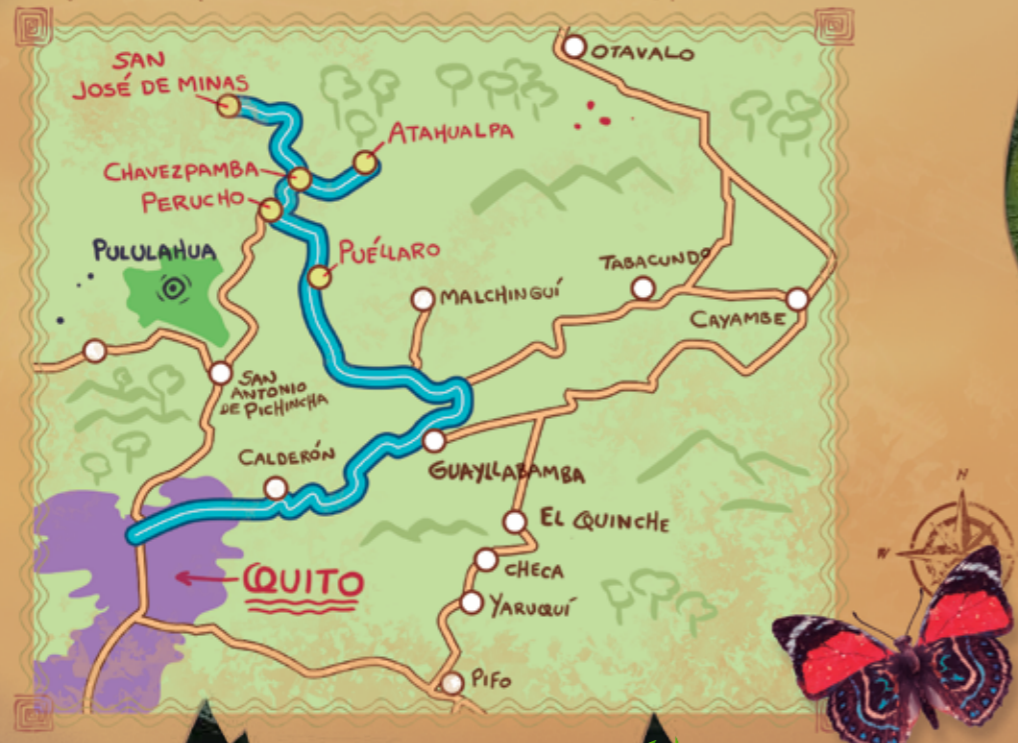 OTAVALO
SAN
JOSÉ DE MINAS
ATAHUALPA
CHAVEZPAMBA
PERUCHO
PULULAHUA
PUÉLLARO
TABACUNDO
MALCHINGUÍ
CAYAMBE
SAN
ANTONIO
DE PICHINCHA
CALDERÓN
GUAYLLABAMBA
EL QUINCHE
CHECA
QUITO
YARUQUÍ
PIFO
N
W